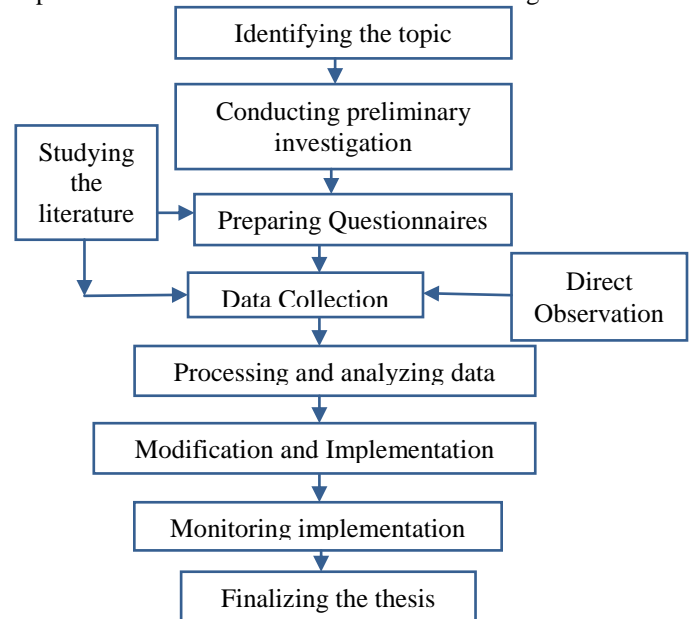 Identifying the topic
Conducting preliminary
investigation
Studying
the
literature
Preparing Questionnaires
Data Collection
Direct
Observation
Processing and analyzing data
Modification and Implementation
Monitoring implementation
Finalizing the thesis